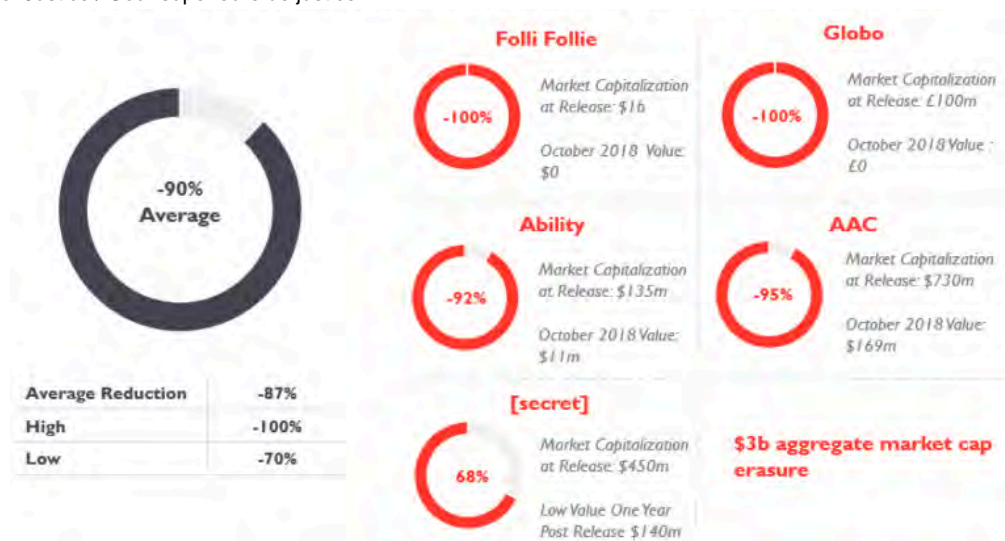 -90%
Average
Average Reduction -87%
High -100%
Low -70%
Folli Follie
-100%
Market Capitalization
at Release: $1b
October 2018 Value:
$0
Globo
-100%
Market Capitalization
at Release: £100m
October 2018 Value :
£0
Ability
-92%
Market Capitalization
at Release: $135m
October 2018 Value:
$11m
AAC
-95%
Market Capitalization
at Release: $730m
October 2018 Value:
$169m
[secret]
68%
Market Capitalization
at Release: $450m
Low Value One Year
Post Release $140m
$3b aggregate market cap
erasure